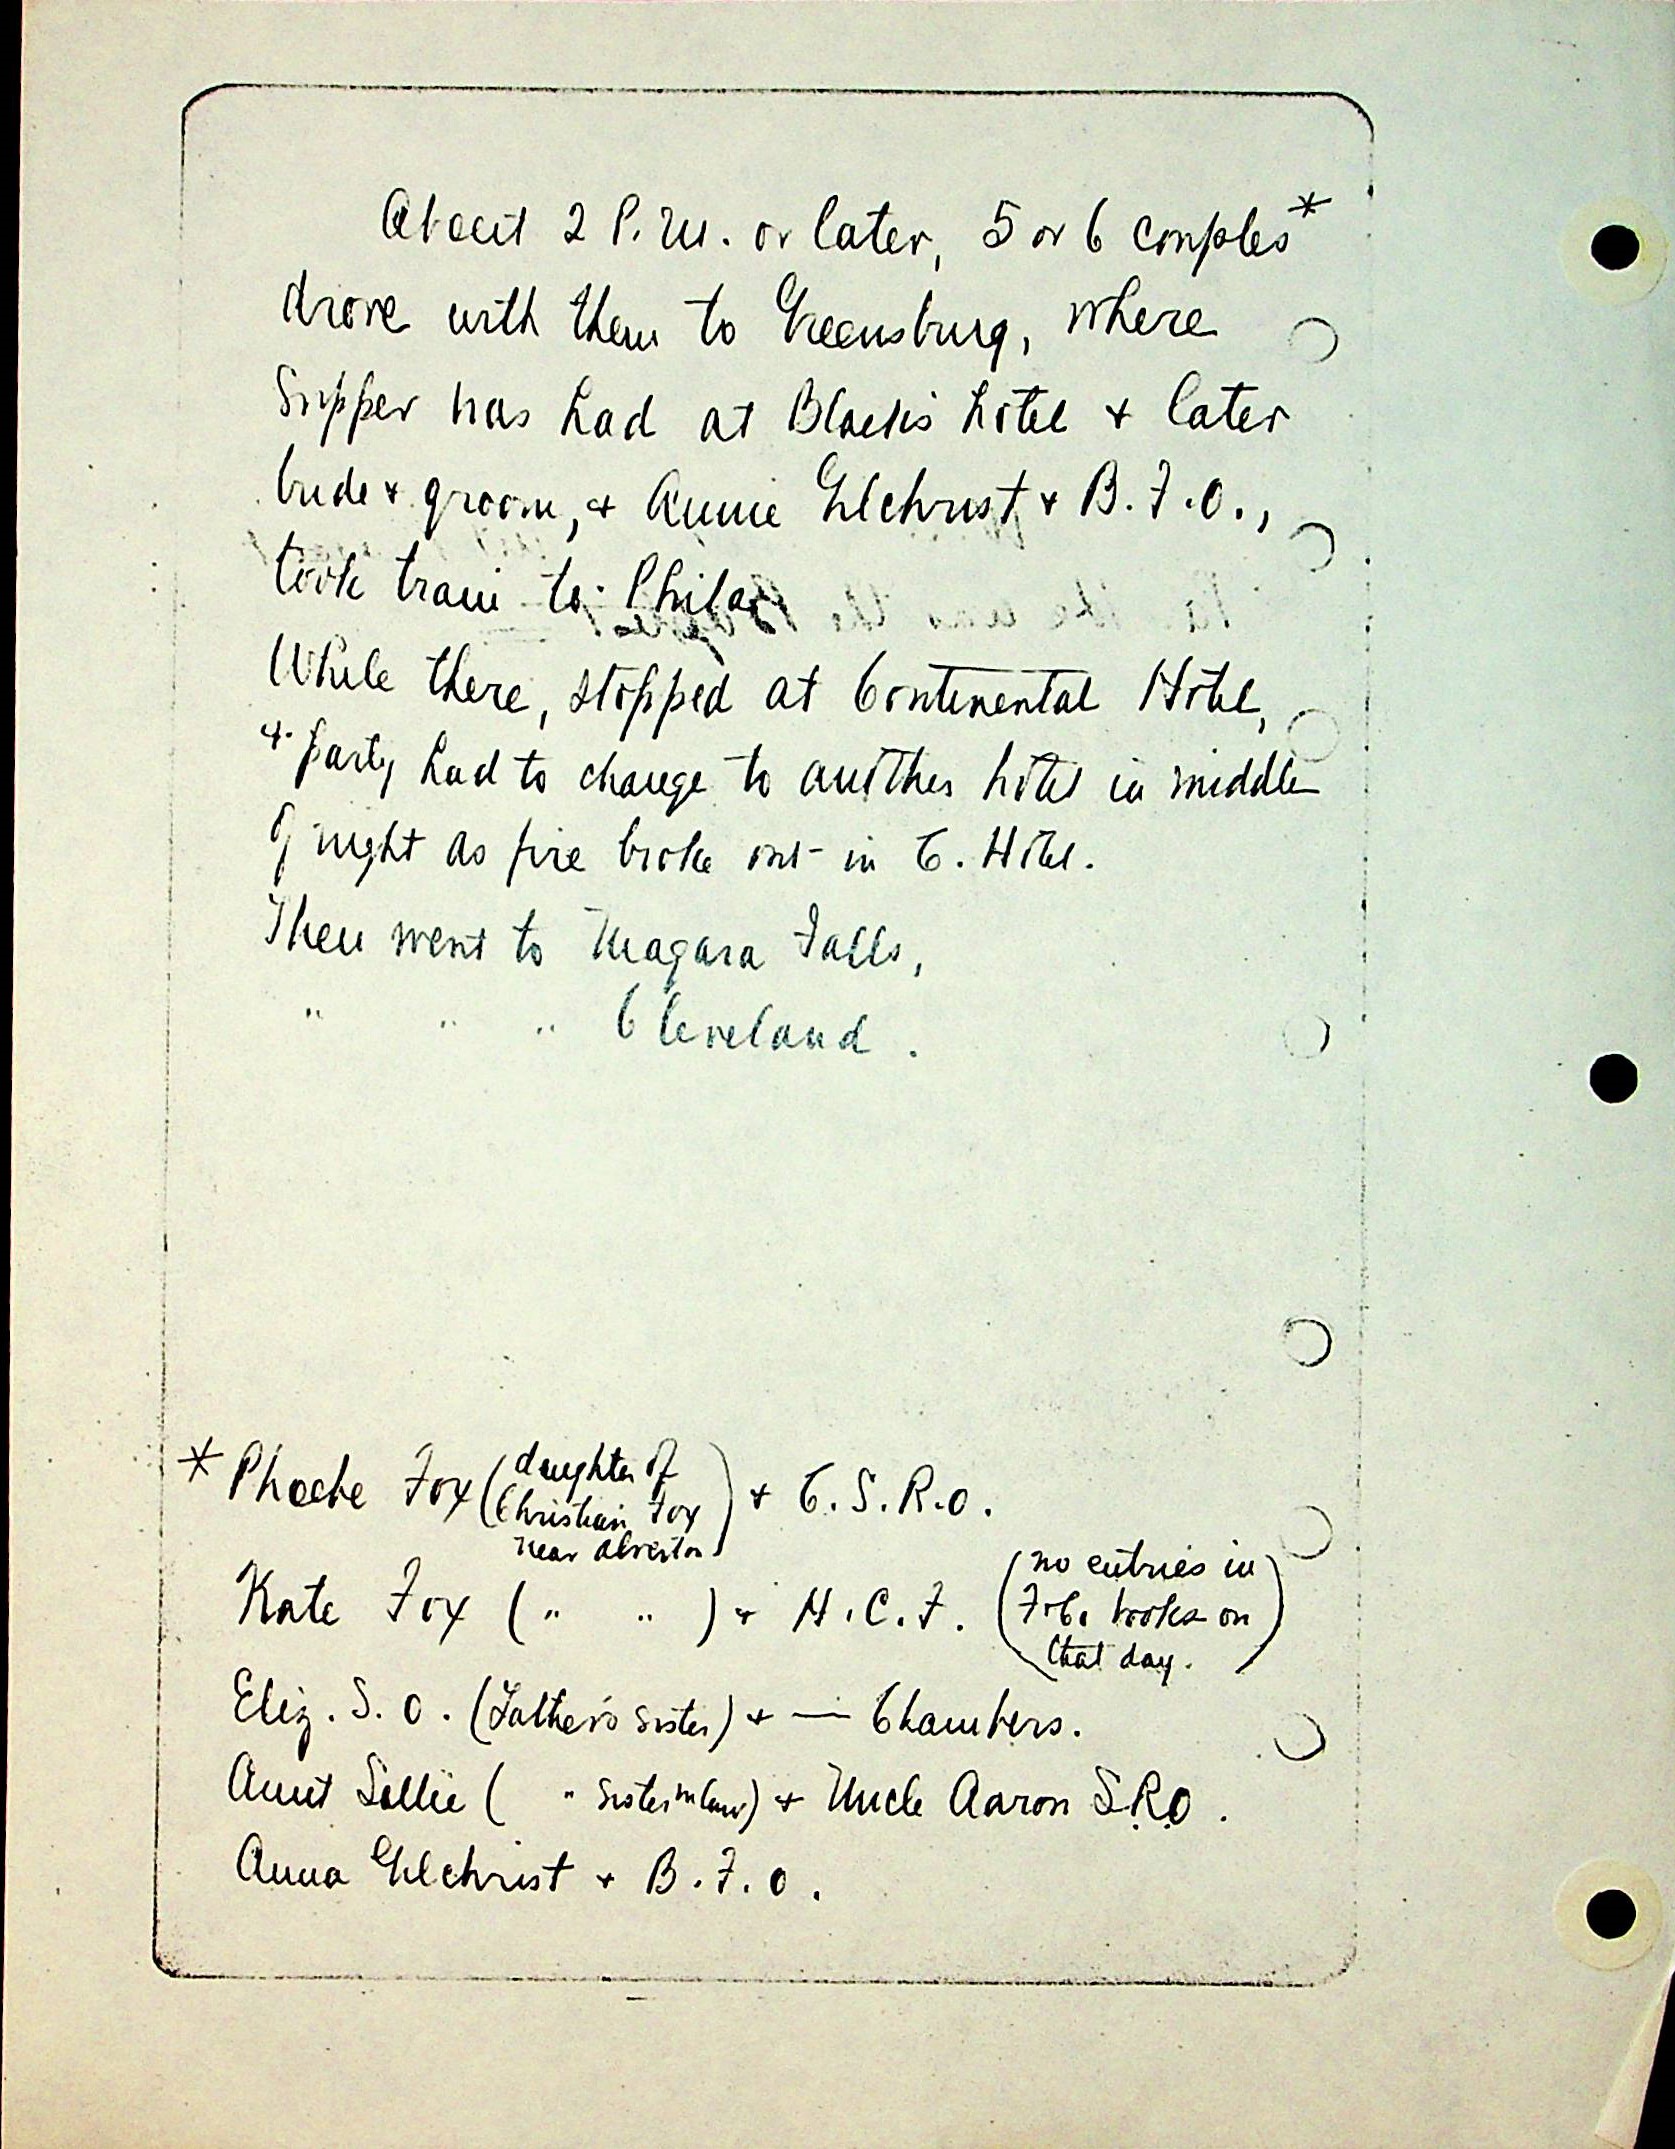 About 2 P.M. or later, 5 or 6 couples*
drove with them to Greensburg, where
supper was had at Black's hotel & later
bride & groom, & Annie Gilchrist & B.F.O.,
took train to Phila.
While there, stopped at Continental Hotel,
& party had to change to another hotel in middle
of night as fire broke out in C. Hotel.
Then went to Niagara Falls,
" " " Cleveland.
* Phoebe Fox (daughter of
Christian Fox
near Alverton) & C.S.R.O.
Kate Fox ( " " ) & H.C.F. (no entries in
books on
that day.)
Eliz. S. O. (Father's sister) & — Chambers.
Aunt Sallie ( " sister in law) & Uncle Aaron S.R.O.
Anna Gilchrist & B.F.O.